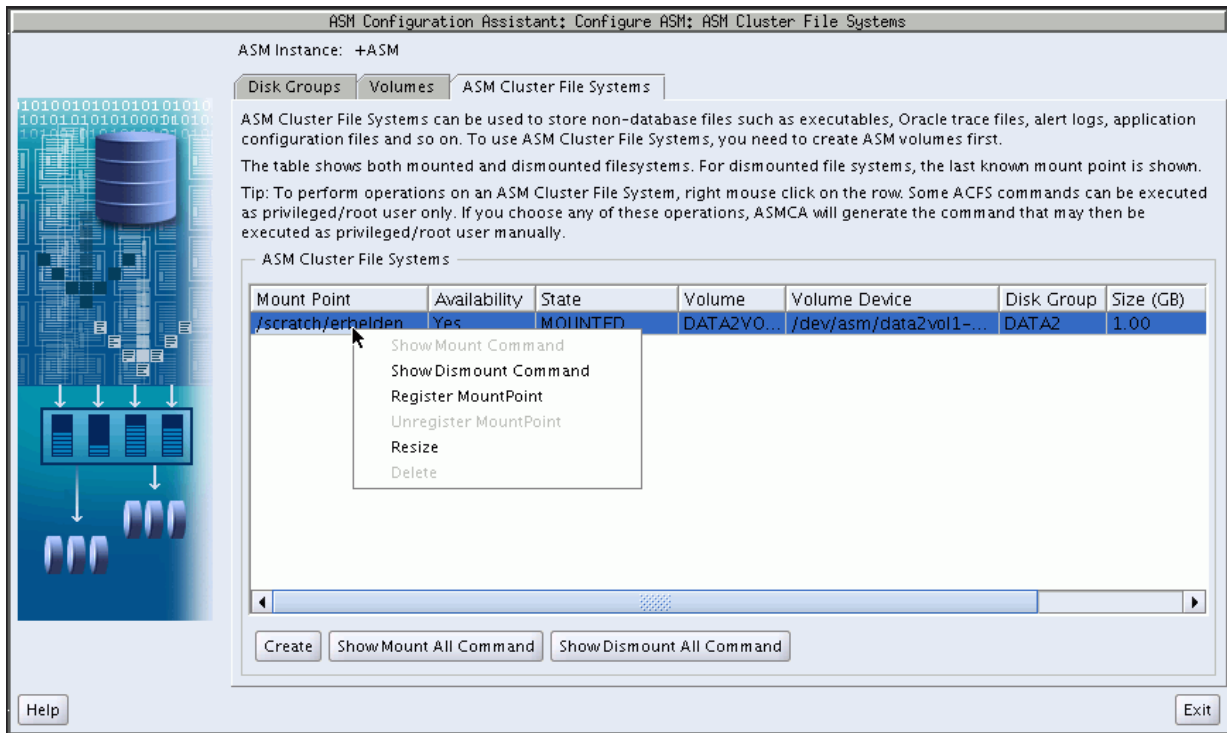 ASM Configuration Assistant: Configure ASM: ASM Cluster File Systems
ASM Instance: +ASM
Disk Groups Volumes ASM Cluster File Systems
ASM Cluster File Systems can be used to store non-database files such as executables, Oracle trace files, alert logs, application
configuration files and so on. To use ASM Cluster File Systems, you need to create ASM volumes first.
The table shows both mounted and dismounted filesystems. For dismounted file systems, the last known mount point is shown.
Tip: To perform operations on an ASM Cluster File System, right mouse click on the row. Some ACFS commands can be executed
as privileged/root user only. If you choose any of these operations, ASMCA will generate the command that may then be
executed as privileged/root user manually.
ASM Cluster File Systems
Mount Point Availability State Volume Volume Device Disk Group Size (GB)
/scratch/erhelden Yes MOUNTED DATA2VO... /dev/asm/data2vol1-... DATA2 1.00
Show Mount Command
Show Dismount Command
Register MountPoint
Unregister MountPoint
Resize
Delete
Create Show Mount All Command Show Dismount All Command
Help Exit